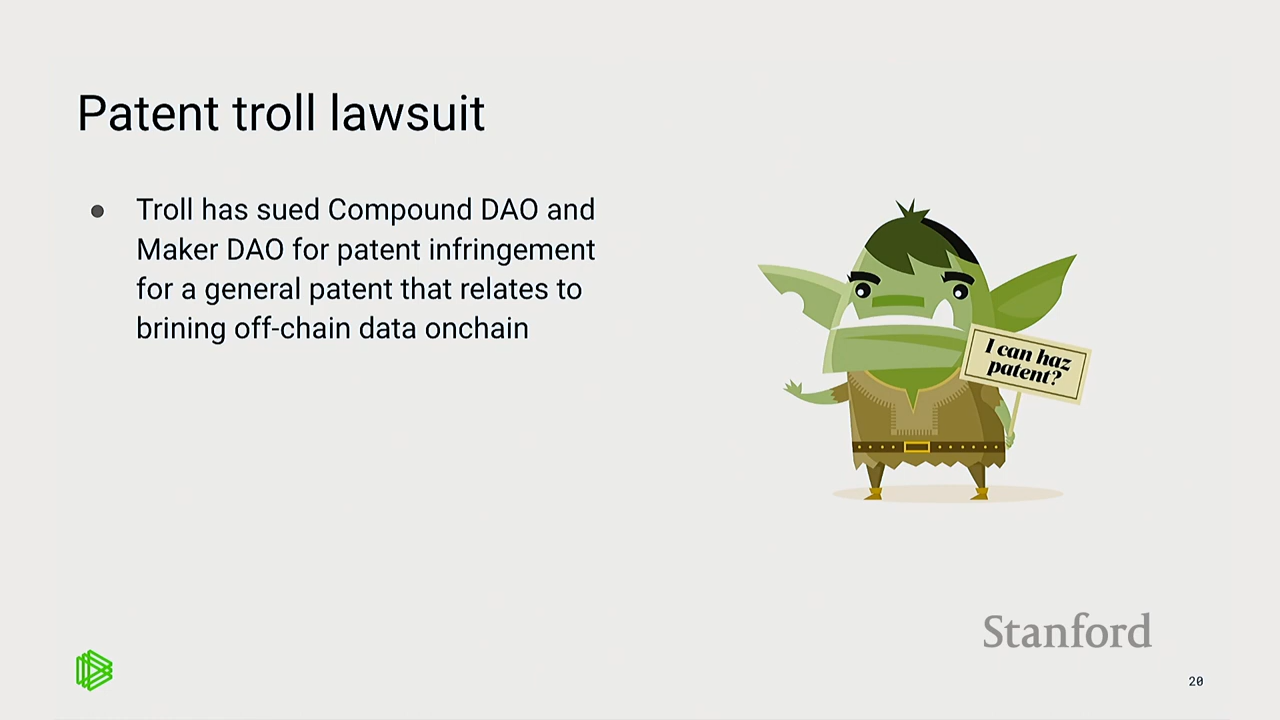 Patent troll lawsuit
● Troll has sued Compound DAO and
Maker DAO for patent infringement
for a general patent that relates to
brining off-chain data onchain
I can haz
patent?
Stanford
20